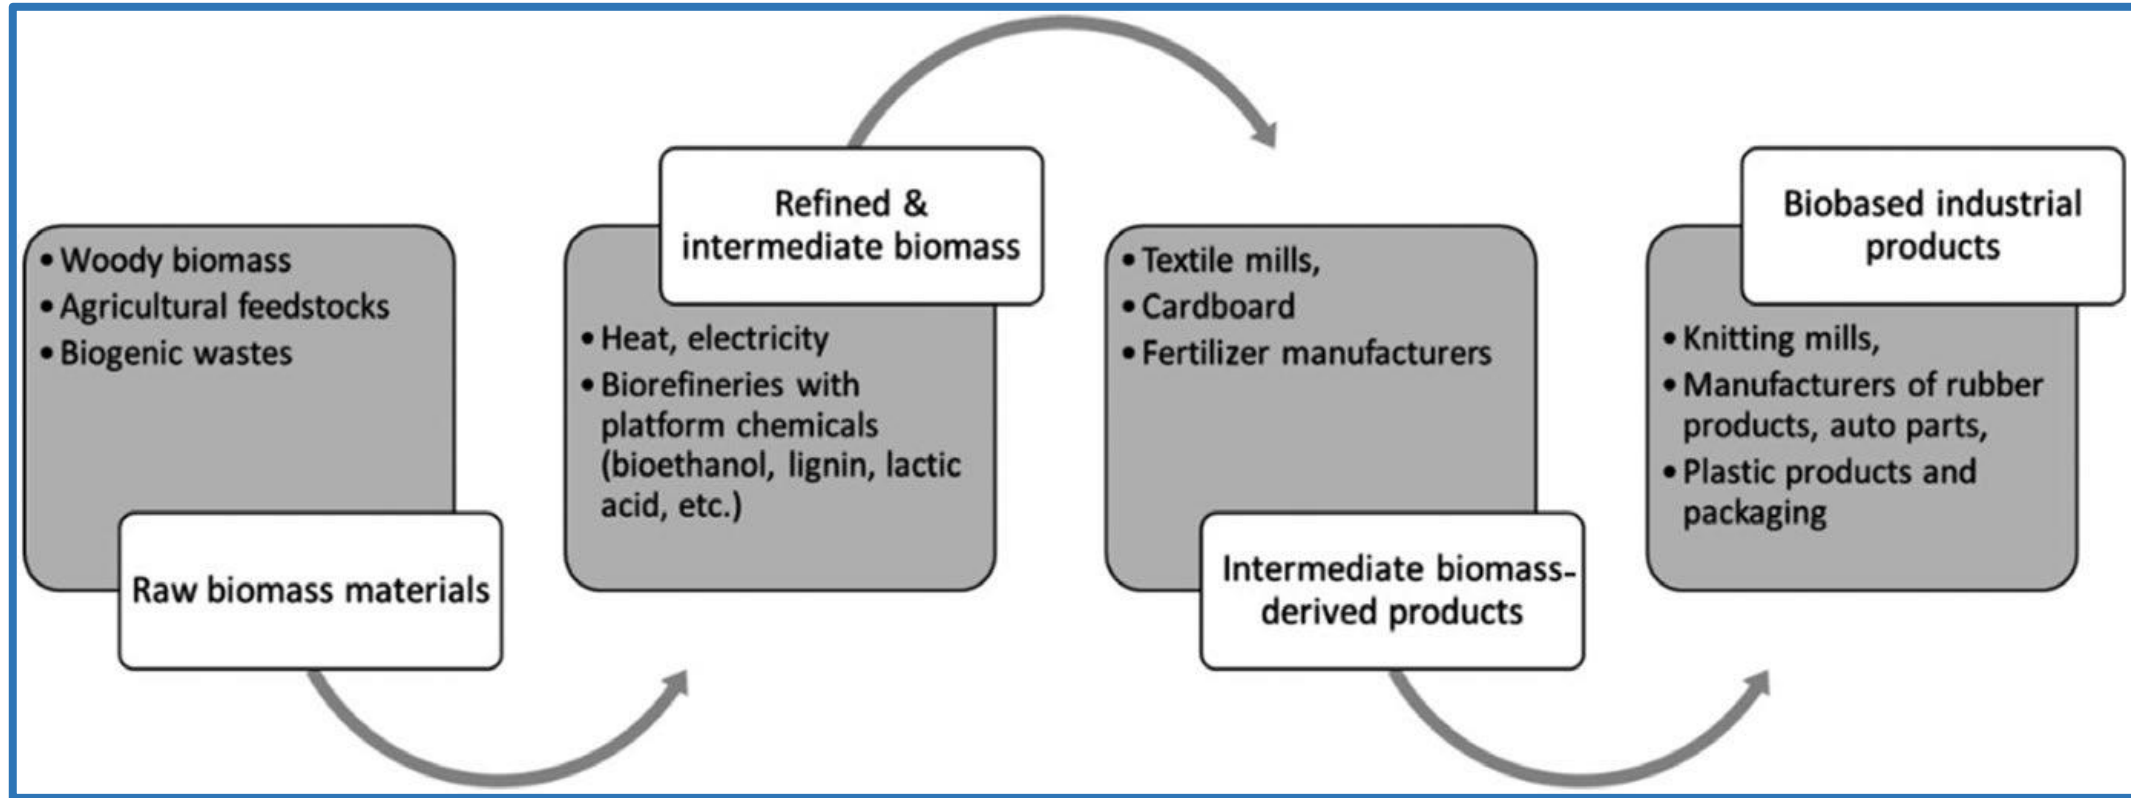 • Woody biomass
• Agricultural feedstocks
• Biogenic wastes
Raw biomass materials
Refined &
intermediate biomass
• Heat, electricity
• Biorefineries with
platform chemicals
(bioethanol, lignin, lactic
acid, etc.)
• Textile mills,
• Cardboard
• Fertilizer manufacturers
Intermediate biomass-
derived products
Biobased industrial
products
• Knitting mills,
• Manufacturers of rubber
products, auto parts,
• Plastic products and
packaging